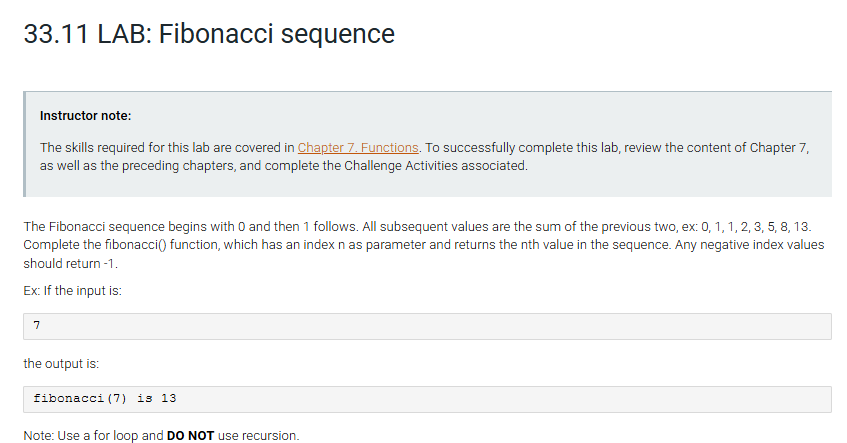 33.11 LAB: Fibonacci sequence
Instructor note:
The skills required for this lab are covered in Chapter 7. Functions. To successfully complete this lab, review the content of Chapter 7,
as well as the preceding chapters, and complete the Challenge Activities associated.
The Fibonacci sequence begins with 0 and then 1 follows. All subsequent values are the sum of the previous two, ex: 0, 1, 1, 2, 3, 5, 8, 13.
Complete the fibonacci() function, which has an index n as parameter and returns the nth value in the sequence. Any negative index values
should return -1.
Ex: If the input is:
7
the output is:
fibonacci(7) is 13
Note: Use a for loop and DO NOT use recursion.